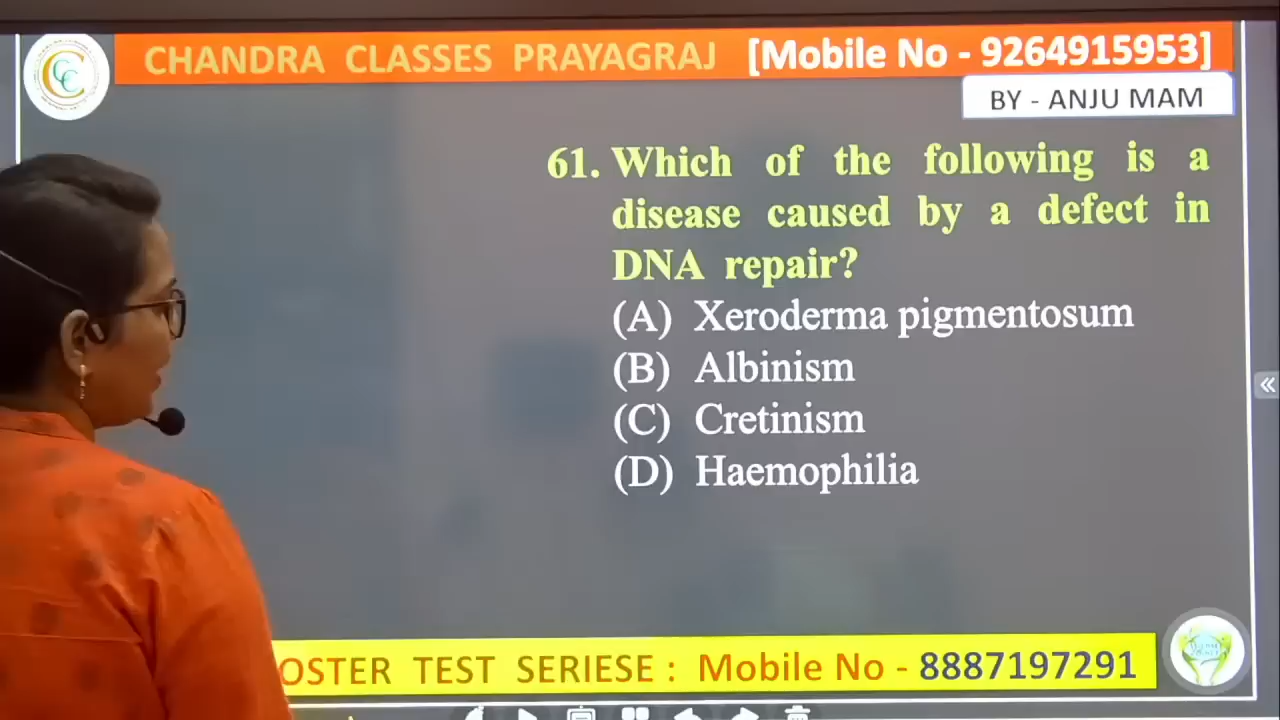 CHANDRA CLASSES PRAYAGRAJ [Mobile No - 9264915953]
BY - ANJU MAM
61. Which of the following is a
disease caused by a defect in
DNA repair?
(A) Xeroderma pigmentosum
(B) Albinism
(C) Cretinism
(D) Haemophilia
OSTER TEST SERIESE : Mobile No - 8887197291